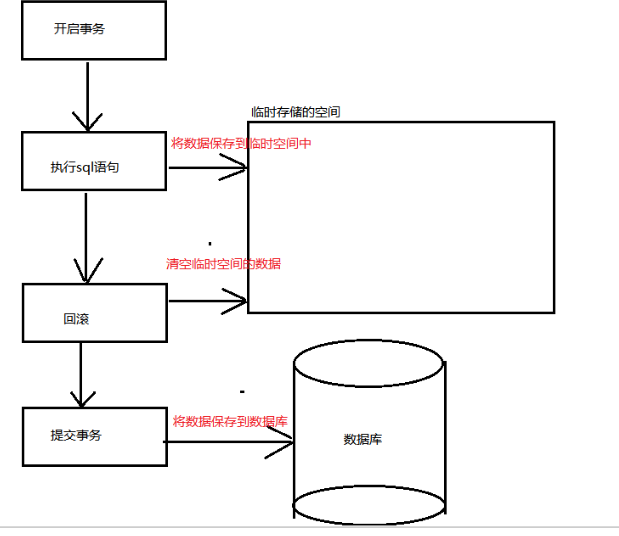 开启事务
临时存储的空间
将数据保存到临时空间中
执行sql语句
清空临时空间的数据
回滚
将数据保存到数据库
提交事务
数据库